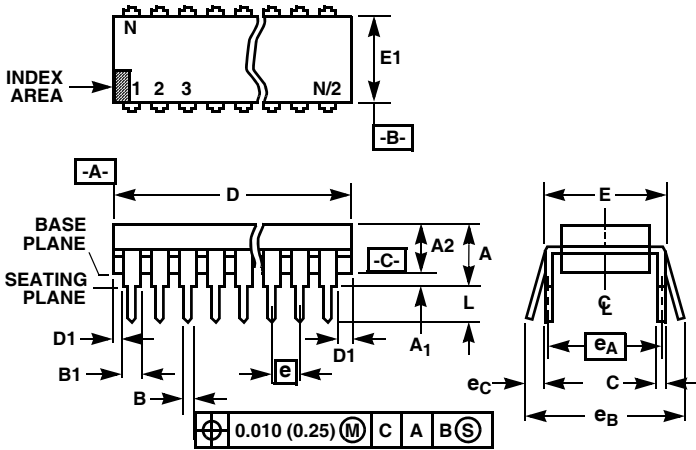 N
E1
INDEX
AREA
1 2 3 N/2
-B-
-A-
D
E
BASE
PLANE
A2
A
-C-
SEATING
PLANE
L
C
L
D1
A1
D1
eA
B1
e
eC
C
B
eB
0.010 (0.25) M C A B S